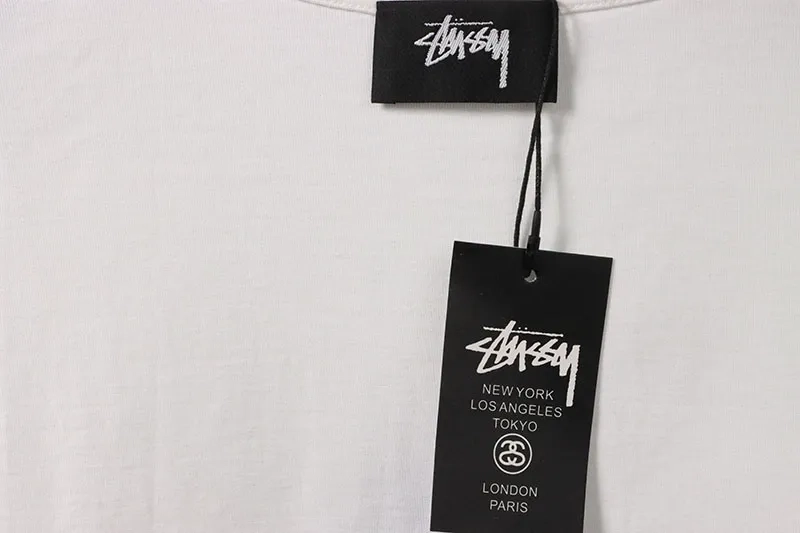 Stüssy
Stüssy
NEW YORK
LOS ANGELES
TOKYO
LONDON
PARIS